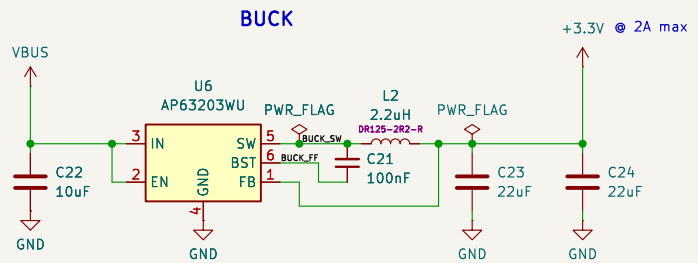 BUCK
+3.3V @ 2A max
VBUS
U6
AP63203WU
PWR_FLAG
L2
2.2uH
DR125-2R2-R
PWR_FLAG
3 IN
SW 5
BUCK_SW
BST 6
BUCK_FF
2 EN
FB 1
GND
4
C22
10uF
C21
100nF
C23
22uF
C24
22uF
GND
GND
GND
GND